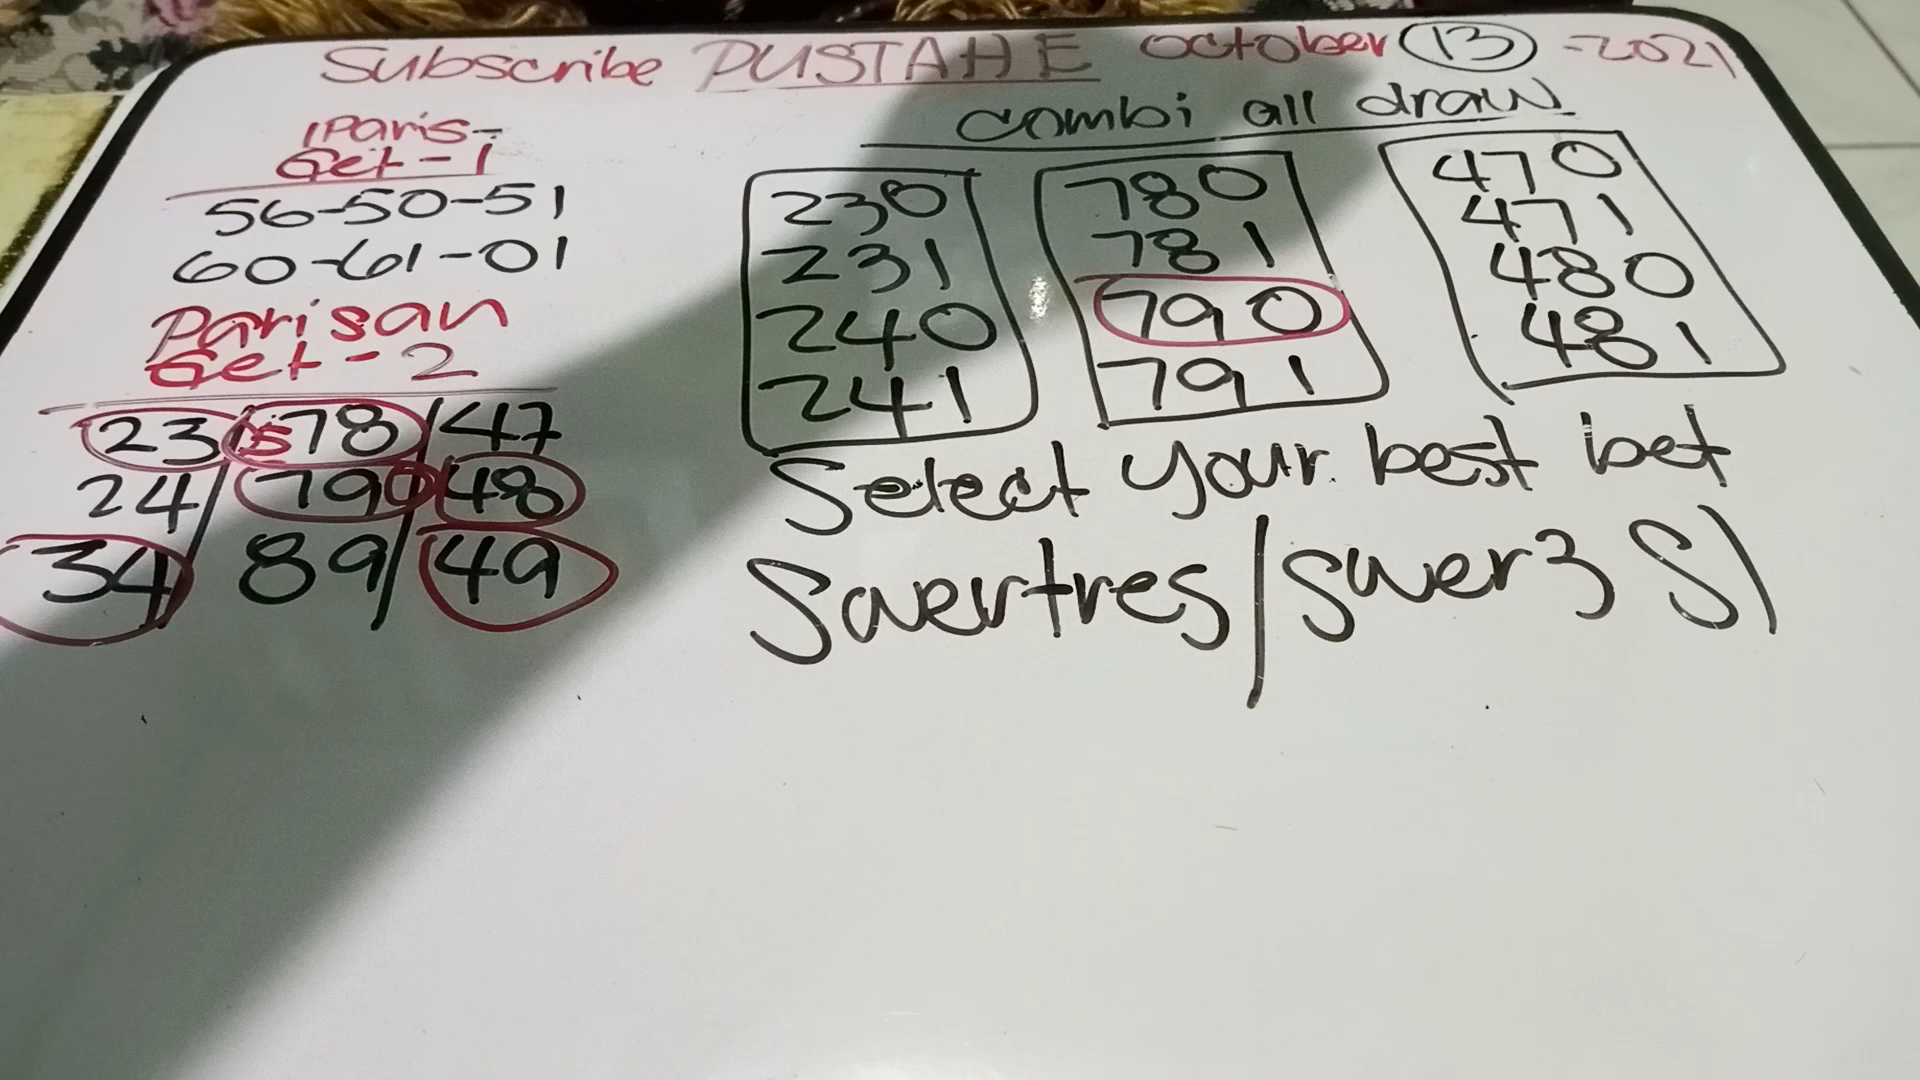 Subscribe PUSTAHE October 13 -2021
Paris-
Get-1
56-50-51
60-61-01
Parisan
Get-2
23/578/47
24/790/48
34/89/49
combi all draw
230
231
240
241
780
781
790
791
470
471
480
481
Select your best bet
Swertres/swer3 S)